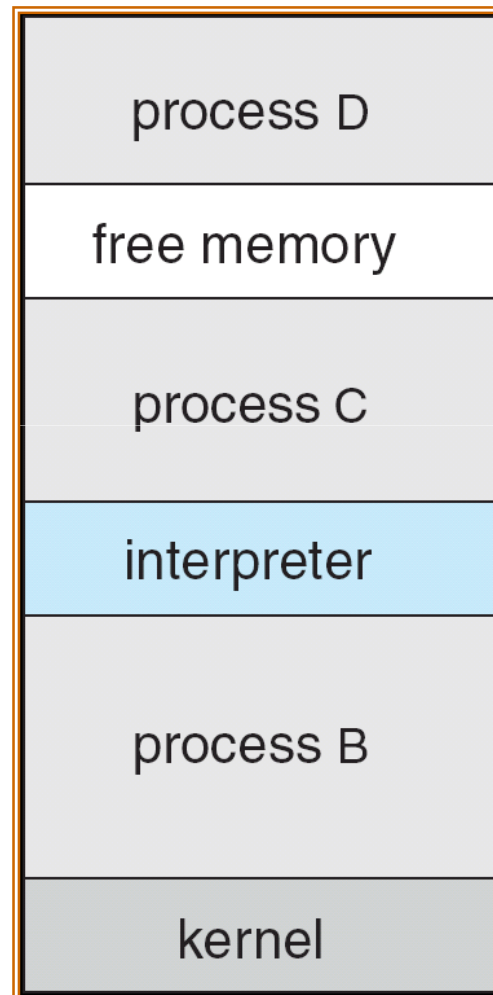 process D
free memory
process C
interpreter
process B
kernel